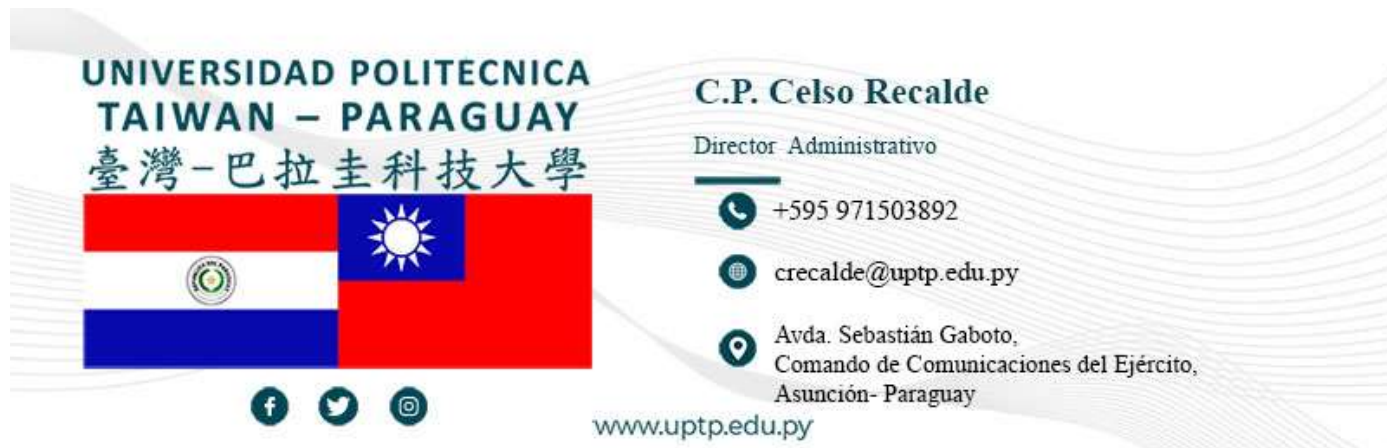 UNIVERSIDAD POLITECNICA
TAIWAN – PARAGUAY
臺灣-巴拉圭科技大學
C.P. Celso Recalde
Director Administrativo
+595 971503892
crecalde@uptp.edu.py
Avda. Sebastián Gaboto,
Comando de Comunicaciones del Ejército,
Asunción- Paraguay
www.uptp.edu.py